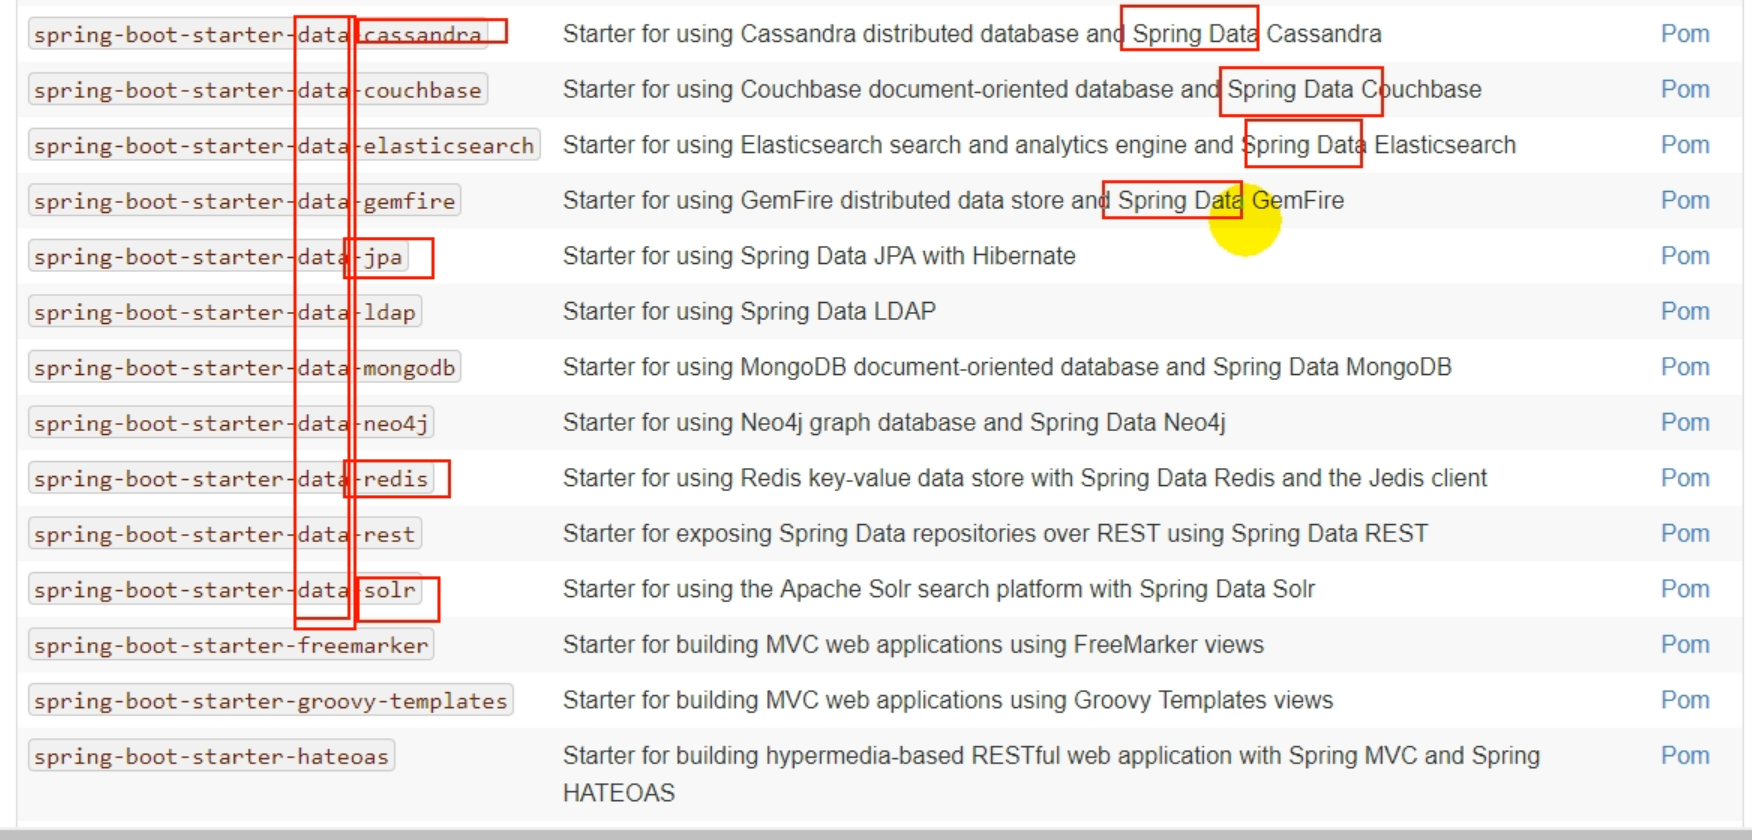 spring-boot-starter-data-cassandra Starter for using Cassandra distributed database and Spring Data Cassandra Pom
spring-boot-starter-data-couchbase Starter for using Couchbase document-oriented database and Spring Data Couchbase Pom
spring-boot-starter-data-elasticsearch Starter for using Elasticsearch search and analytics engine and Spring Data Elasticsearch Pom
spring-boot-starter-data-gemfire Starter for using GemFire distributed data store and Spring Data GemFire Pom
spring-boot-starter-data-jpa Starter for using Spring Data JPA with Hibernate Pom
spring-boot-starter-data-ldap Starter for using Spring Data LDAP Pom
spring-boot-starter-data-mongodb Starter for using MongoDB document-oriented database and Spring Data MongoDB Pom
spring-boot-starter-data-neo4j Starter for using Neo4j graph database and Spring Data Neo4j Pom
spring-boot-starter-data-redis Starter for using Redis key-value data store with Spring Data Redis and the Jedis client Pom
spring-boot-starter-data-rest Starter for exposing Spring Data repositories over REST using Spring Data REST Pom
spring-boot-starter-data-solr Starter for using the Apache Solr search platform with Spring Data Solr Pom
spring-boot-starter-freemarker Starter for building MVC web applications using FreeMarker views Pom
spring-boot-starter-groovy-templates Starter for building MVC web applications using Groovy Templates views Pom
spring-boot-starter-hateoas Starter for building hypermedia-based RESTful web application with Spring MVC and Spring Pom
HATEOAS